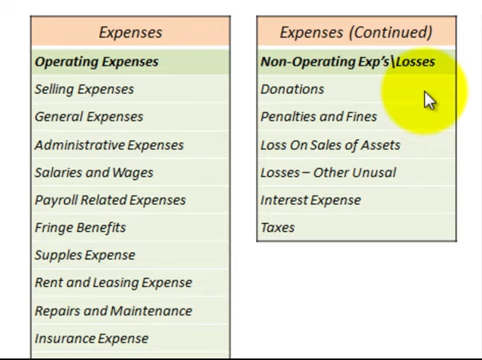 Expenses
Operating Expenses
Selling Expenses
General Expenses
Administrative Expenses
Salaries and Wages
Payroll Related Expenses
Fringe Benefits
Supples Expense
Rent and Leasing Expense
Repairs and Maintenance
Insurance Expense
Expenses (Continued)
Non-Operating Exp's\Losses
Donations
Penalties and Fines
Loss On Sales of Assets
Losses – Other Unusal
Interest Expense
Taxes